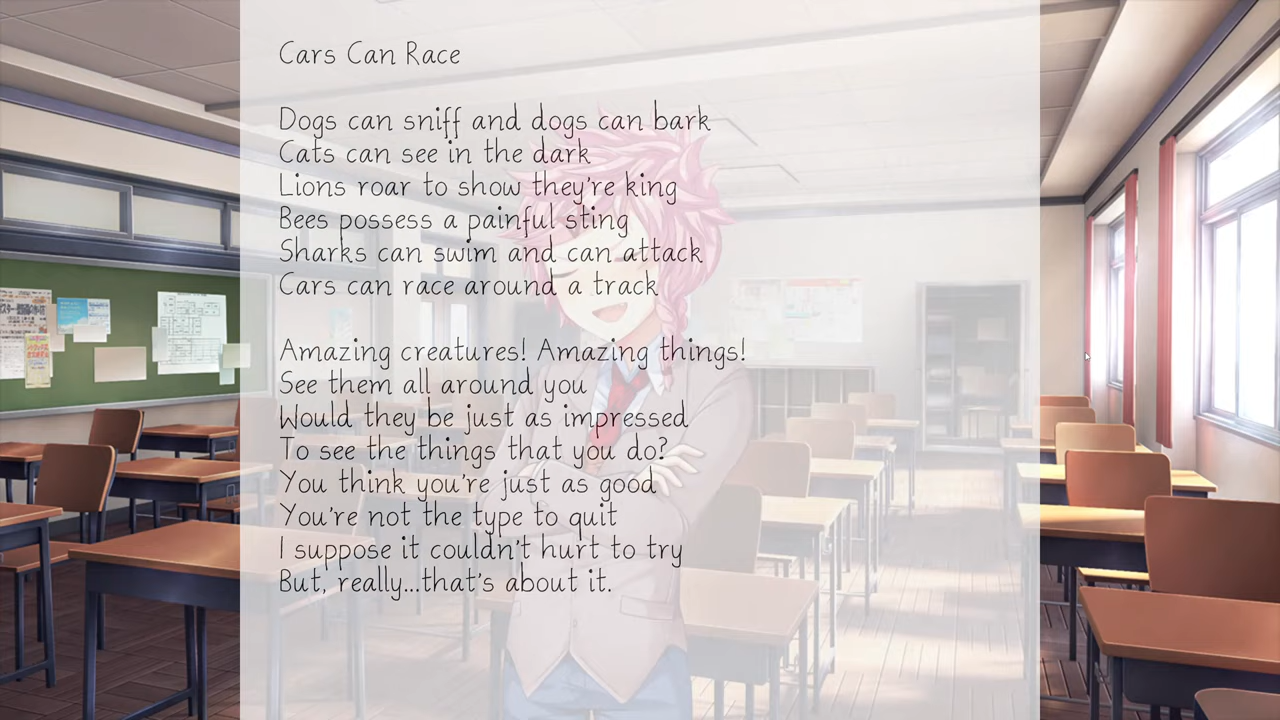 Cars Can Race
Dogs can sniff and dogs can bark
Cats can see in the dark
Lions roar to show they're king
Bees possess a painful sting
Sharks can swim and can attack
Cars can race around a track
Amazing creatures! Amazing things!
See them all around you
Would they be just as impressed
To see the things that you do?
You think you're just as good
You're not the type to quit
I suppose it couldn't hurt to try
But, really...that's about it.